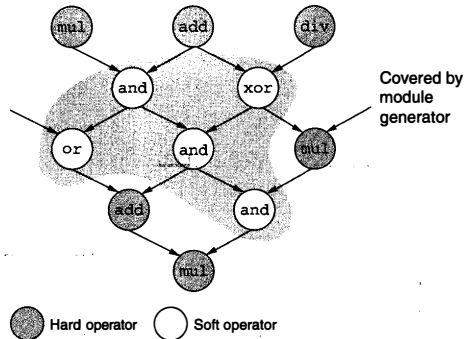 mul add div
and xor
Covered by
module
generator
or and mul
add and
mul
Hard operator Soft operator